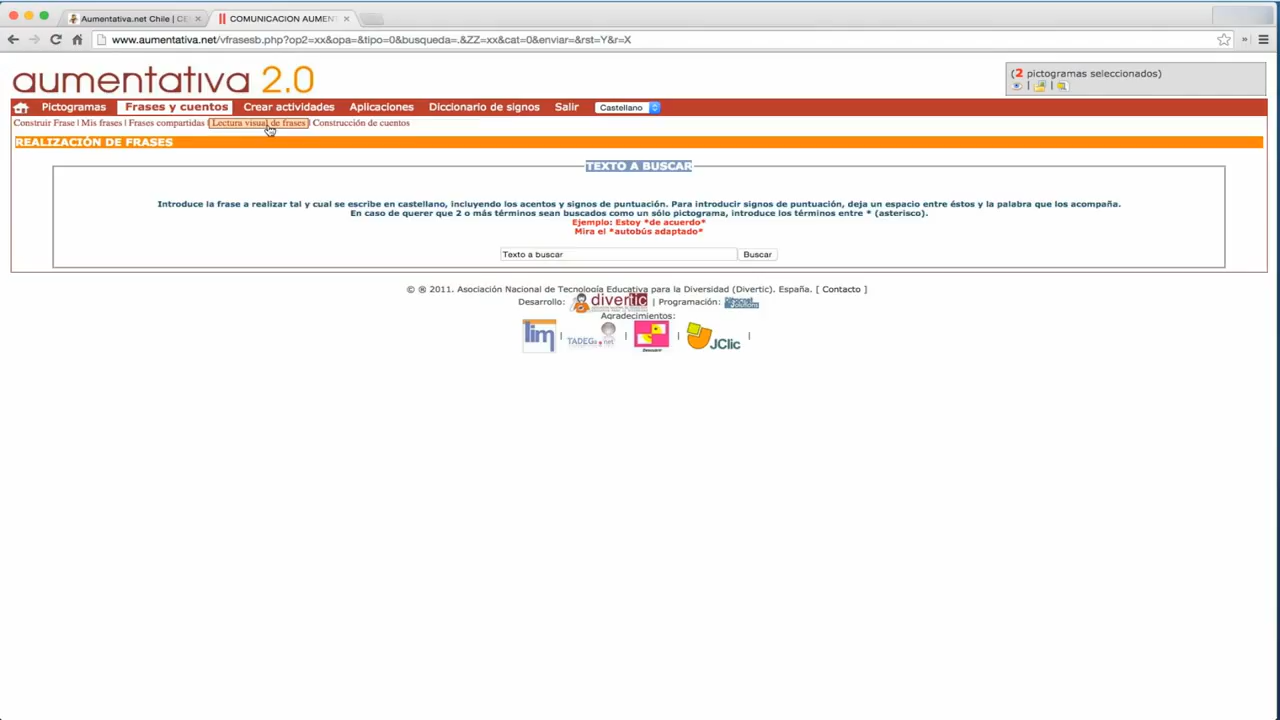 Aumentativa.net Chile | CE
COMUNICACION AUMENT
www.aumentativa.net/vfrasesb.php?op2=xx&opa=&tipo=0&busqueda=.&ZZ=xx&cat=0&enviar=&rst=Y&r=X
aumentativa 2.0
(2 pictogramas seleccionados)
Pictogramas Frases y cuentos Crear actividades Aplicaciones Diccionario de signos Salir Castellano
Construir Frase | Mis frases | Frases compartidas | Lectura visual de frases | Construcción de cuentos
REALIZACIÓN DE FRASES
TEXTO A BUSCAR
Introduce la frase a realizar tal y cual se escribe en castellano, incluyendo los acentos y signos de puntuación. Para introducir signos de puntuación, deja un espacio entre éstos y la palabra que los acompaña.
En caso de querer que 2 o más términos sean buscados como un sólo pictograma, introduce los términos entre * (asterisco).
Ejemplo: Estoy *de acuerdo*
Mira el *autobús adaptado*
Texto a buscar Buscar
© ® 2011. Asociación Nacional de Tecnología Educativa para la Diversidad (Divertic). España. [ Contacto ]
Desarrollo: divertic | Programación:
Agradecimientos:
lim | TADEGa.net | | JClic |